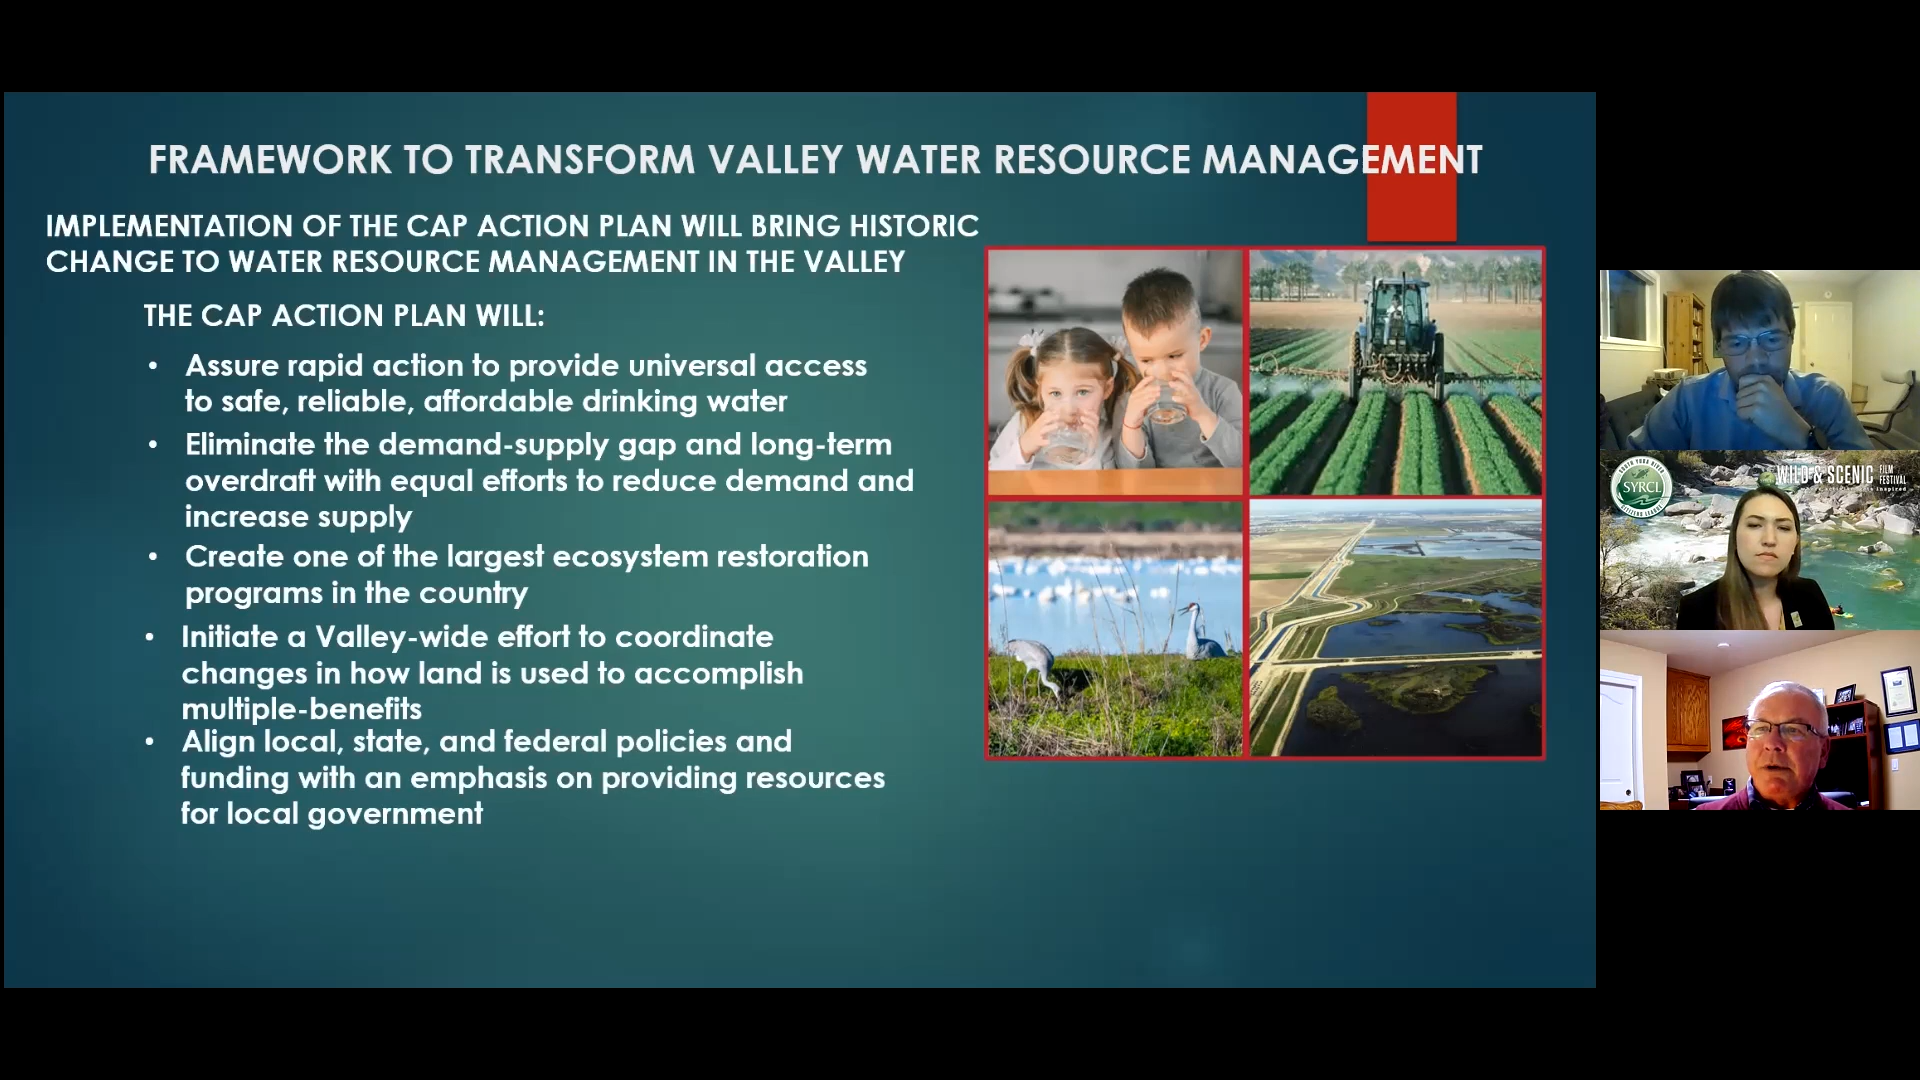 FRAMEWORK TO TRANSFORM VALLEY WATER RESOURCE MANAGEMENT
IMPLEMENTATION OF THE CAP ACTION PLAN WILL BRING HISTORIC
CHANGE TO WATER RESOURCE MANAGEMENT IN THE VALLEY
THE CAP ACTION PLAN WILL:
• Assure rapid action to provide universal access
to safe, reliable, affordable drinking water
• Eliminate the demand-supply gap and long-term
overdraft with equal efforts to reduce demand and
increase supply
• Create one of the largest ecosystem restoration
programs in the country
• Initiate a Valley-wide effort to coordinate
changes in how land is used to accomplish
multiple-benefits
• Align local, state, and federal policies and
funding with an emphasis on providing resources
for local government
SOUTH YUBA RIVER
SYRCL
CITIZENS LEAGUE
WILD & SCENIC
FILM
FESTIVAL